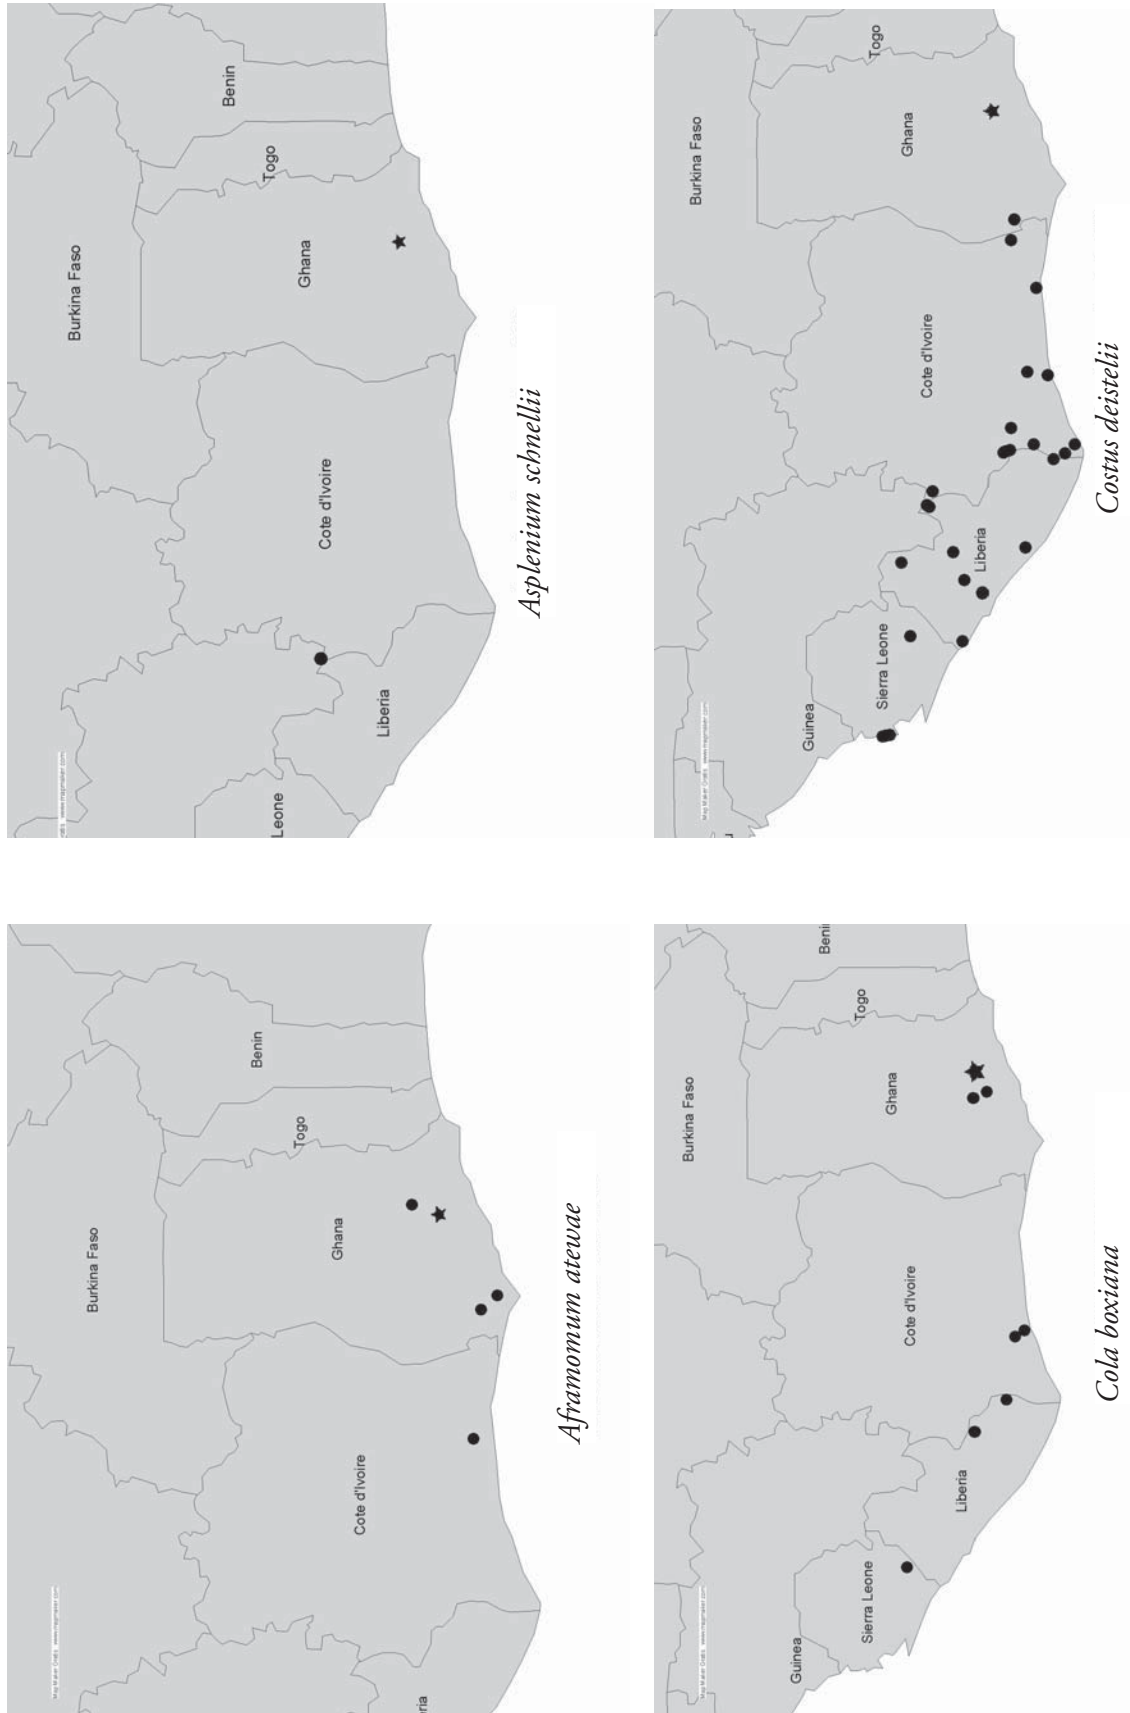 Burkina Faso
Benin
Togo
Ghana
Cote d'Ivoire
ria
Aframomum atewae
Burkina Faso
Benin
Togo
Ghana
Cote d'Ivoire
Liberia
Leone
Asplenium schnellii
Burkina Faso
Beni
Togo
Ghana
Cote d'Ivoire
Liberia
Sierra Leone
Guinea
Cola boxiana
Burkina Faso
Togo
Ghana
Cote d'Ivoire
Liberia
Sierra Leone
Guinea
Costus deistelii